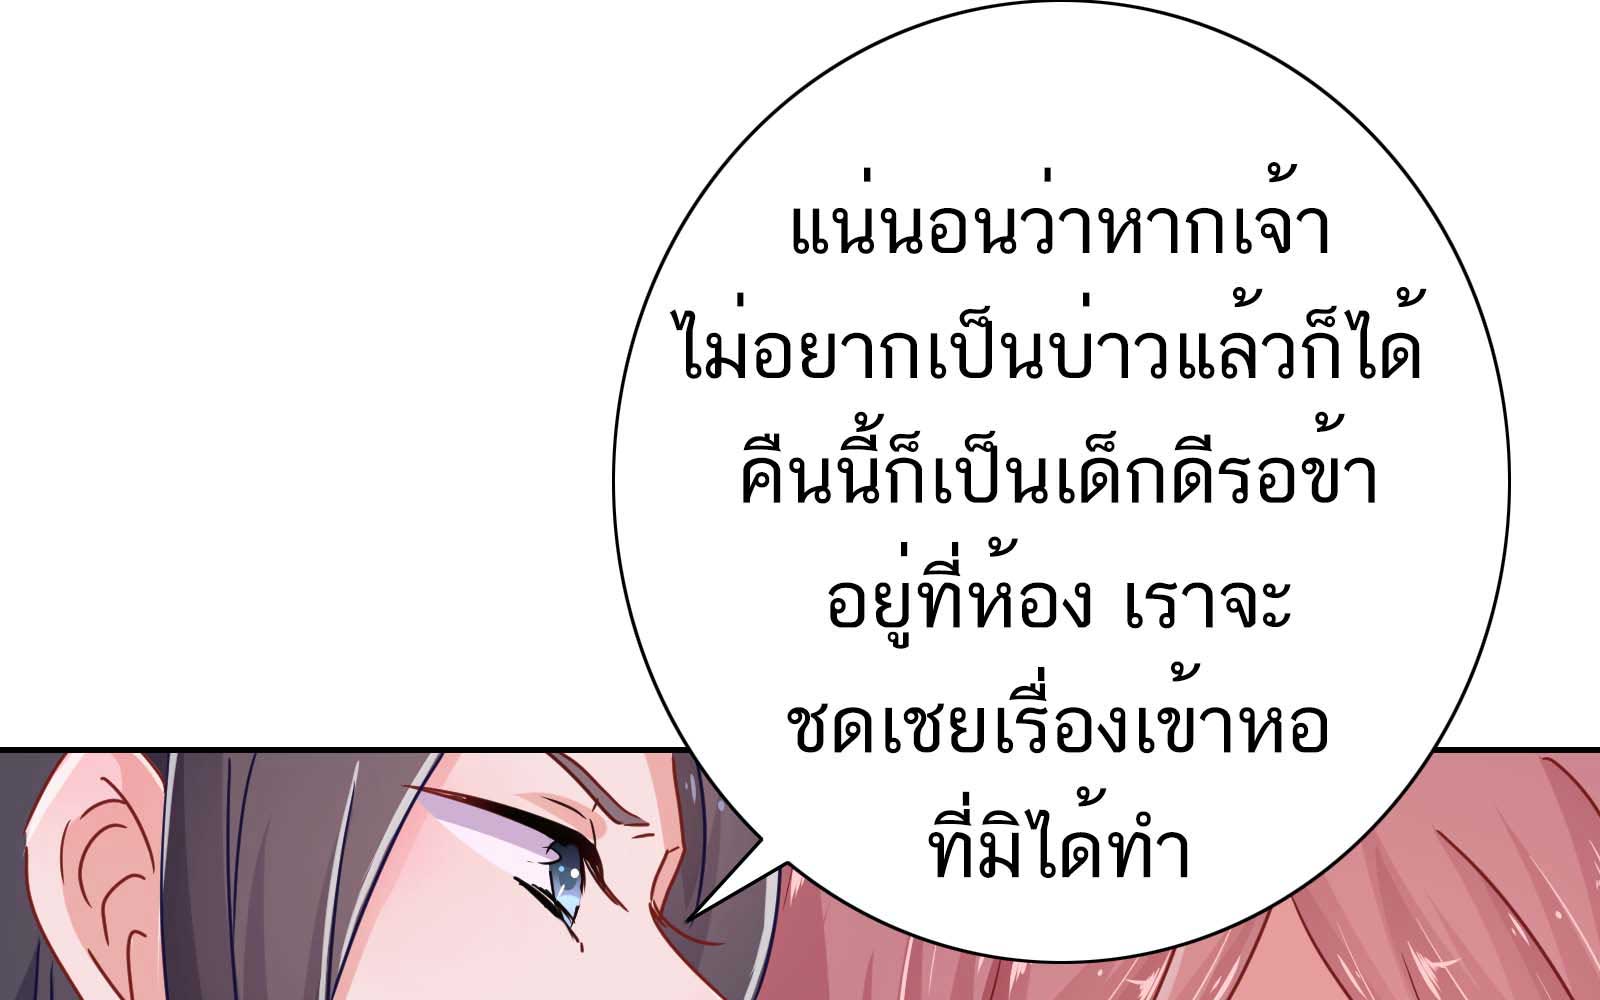 แน่นอนว่าหากเจ้า
ไม่อยากเป็นบ่าวแล้วก็ได้
คืนนี้ก็เป็นเด็กดีรอข้า
อยู่ที่ห้อง เราจะ
ชดเชยเรื่องเข้าหอ
ที่มิได้ทำ